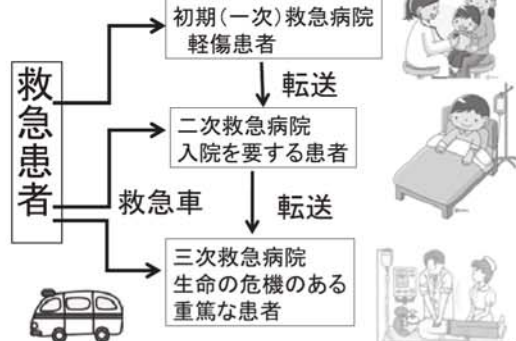 初期(一次)救急病院
軽傷患者
転送
救急患者
二次救急病院
入院を要する患者
救急車
転送
三次救急病院
生命の危機のある
重篤な患者